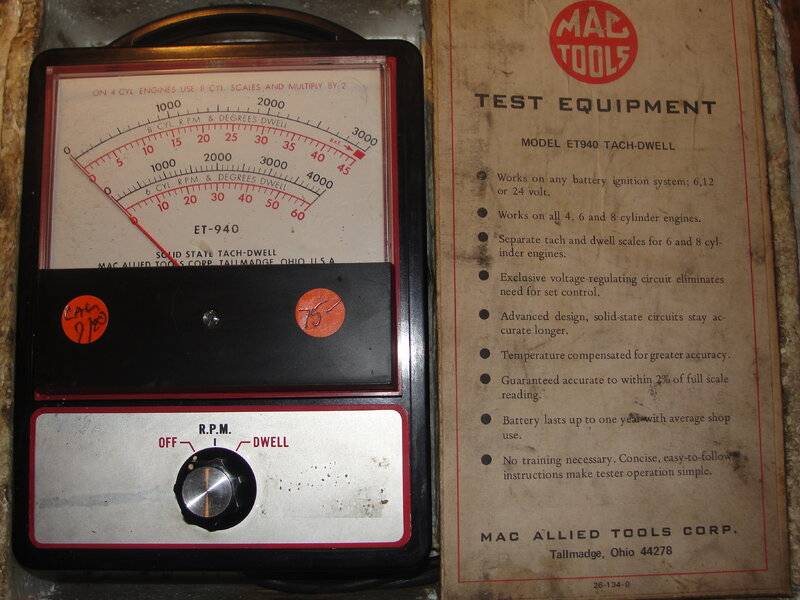 ON 4 CYL. ENGINES USE 8 CYL. SCALES AND MULTIPLY BY 2
0 1000 2000 3000
8 CYL. R.P.M. & DEGREES DWELL
BAT.
0 5 10 15 20 25 30 35 40 45
0 1000 2000 3000 4000
6 CYL. R.P.M. & DEGREES DWELL
0 10 20 30 40 50 60
ET-940
SOLID STATE TACH-DWELL
MAC ALLIED TOOLS CORP. TALLMADGE, OHIO, U.S.A.
75-
R.P.M.
OFF DWELL
MAC
TOOLS
TEST EQUIPMENT
MODEL ET940 TACH-DWELL
Works on any battery ignition system; 6,12
or 24 volt.
Works on all 4, 6 and 8 cylinder engines.
Separate tach and dwell scales for 6 and 8 cyl-
inder engines.
Exclusive voltage-regulating circuit eliminates
need for set control.
Advanced design, solid-state circuits stay ac-
curate longer.
Temperature compensated for greater accuracy.
Guaranteed accurate to within 2% of full scale
reading.
Battery lasts up to one year with average shop
use.
No training necessary. Concise, easy-to-follow
instructions make tester operation simple.
MAC ALLIED TOOLS CORP.
Tallmadge, Ohio 44278